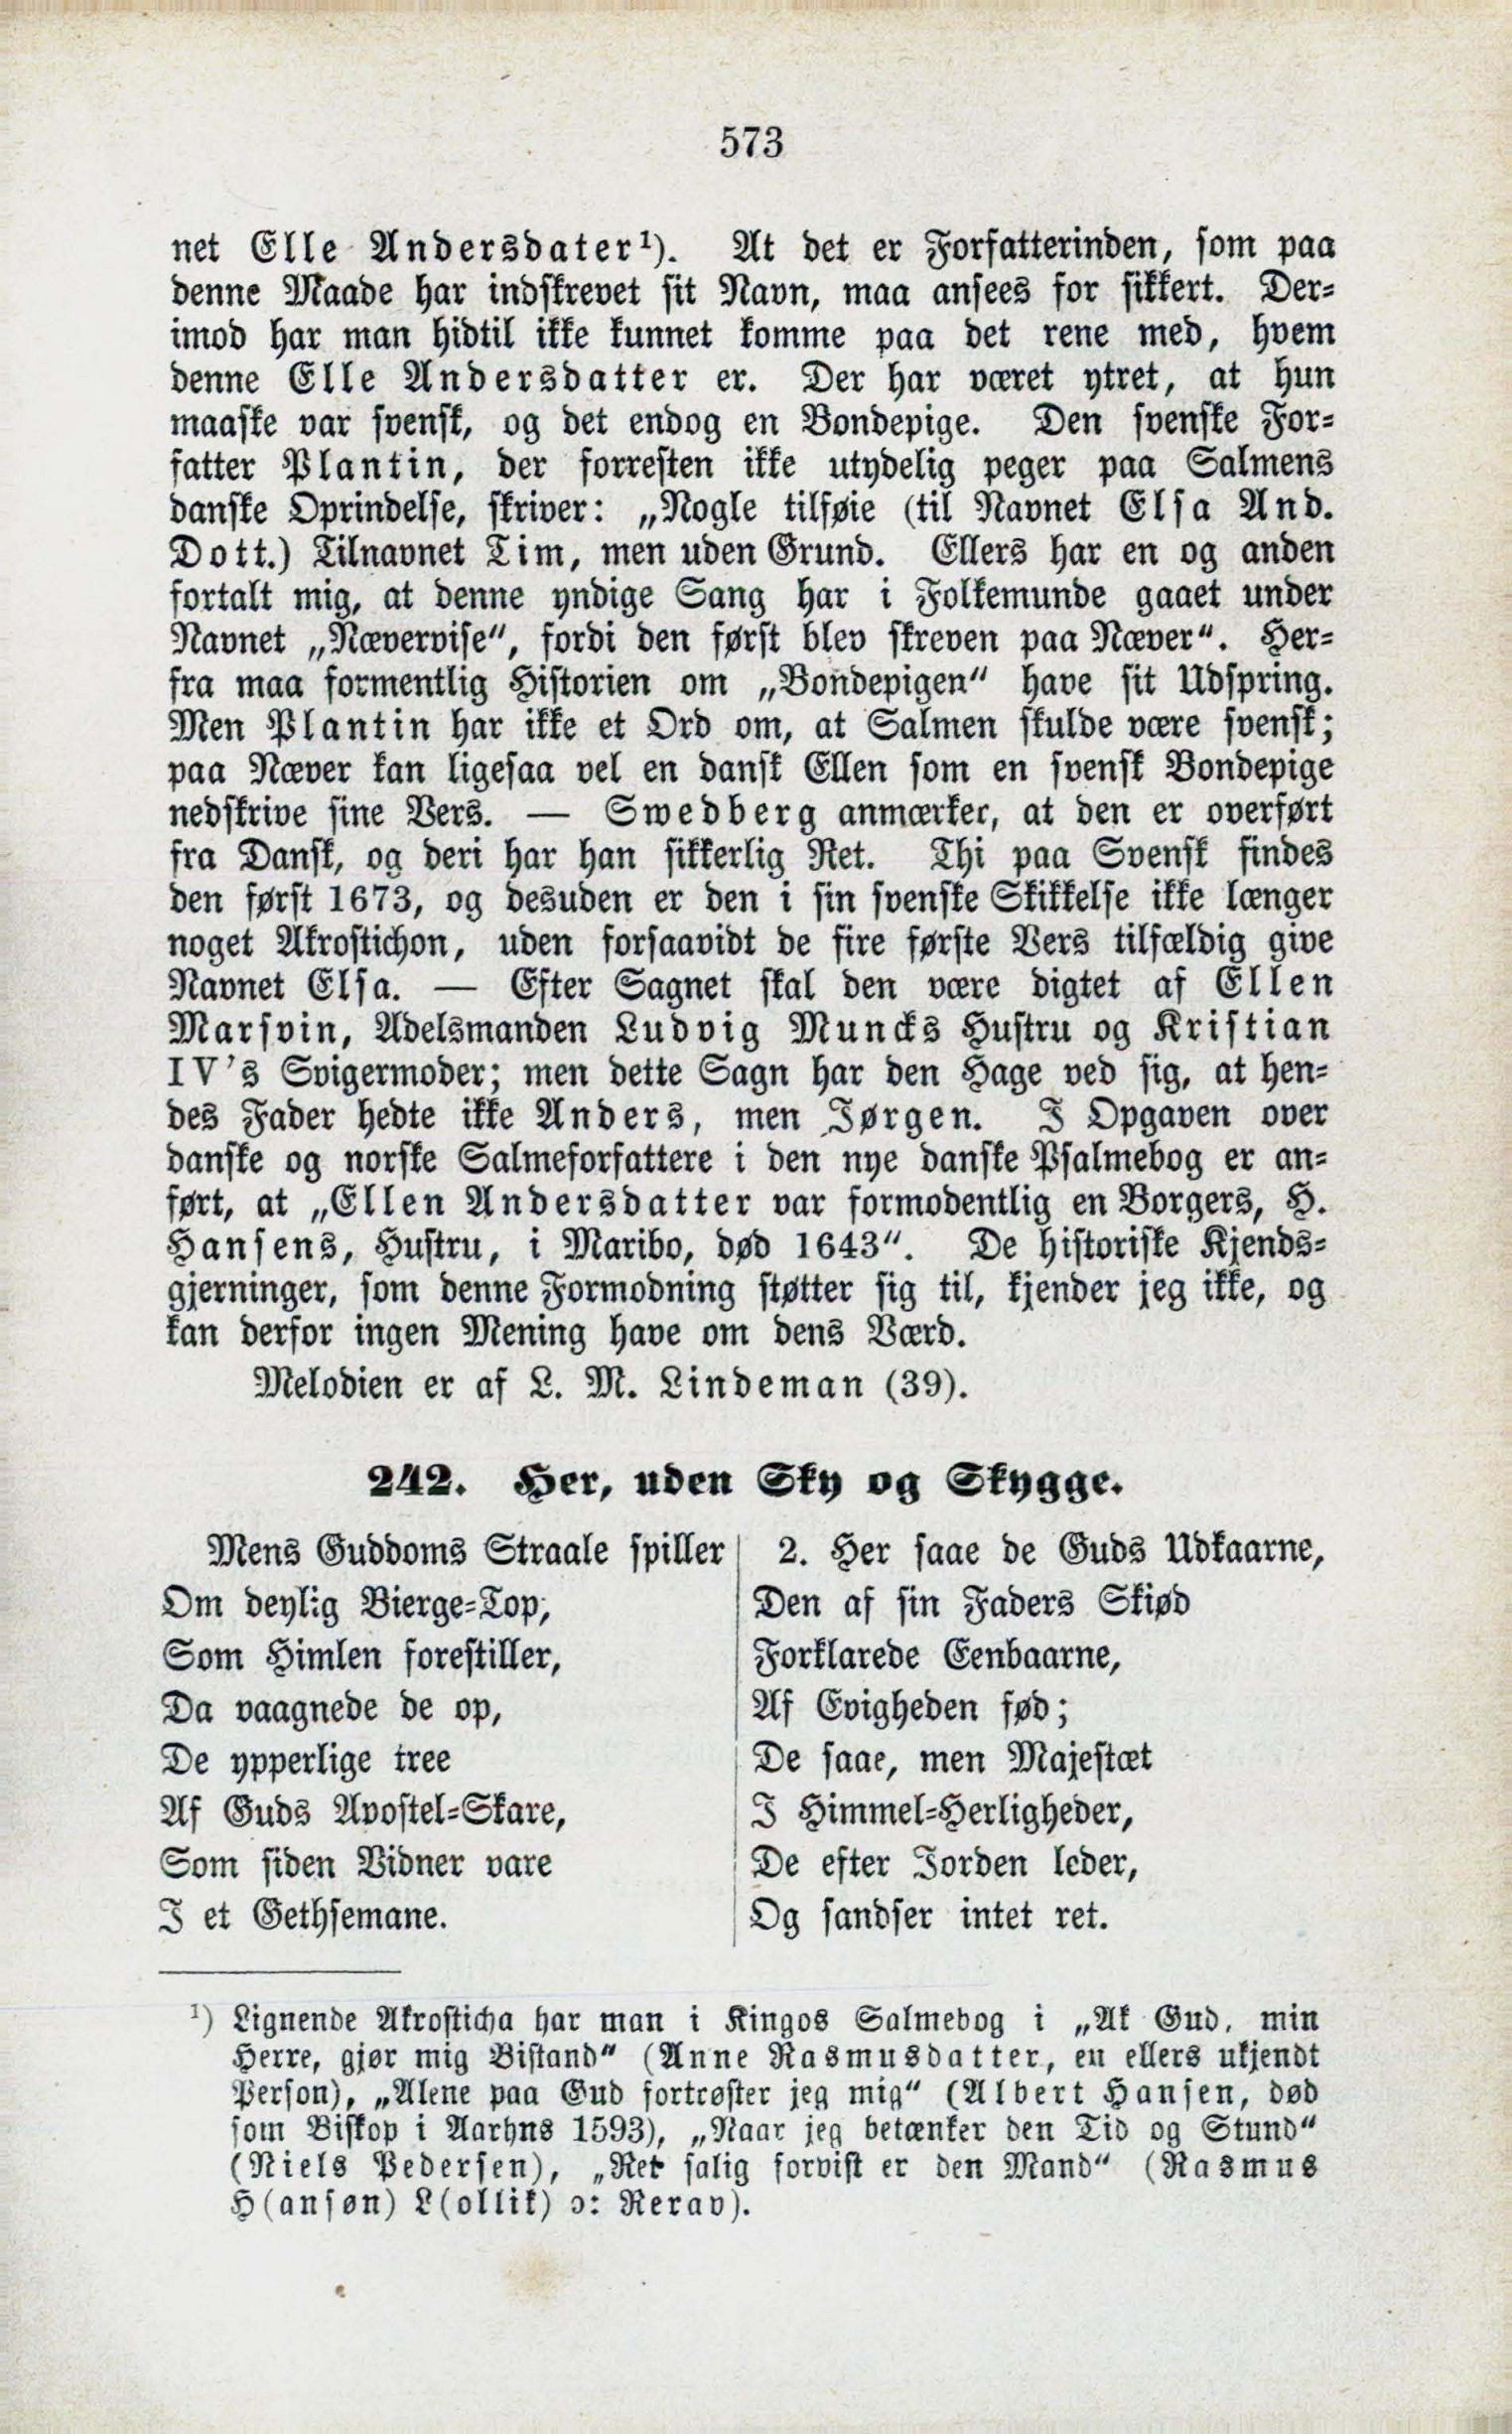 573
net Elle Andersdater¹). At det er Forfatterinden, som paa
denne Maade har indskrevet sit Navn, maa ansees for sikkert. Der=
imod har man hidtil ikke kunnet komme paa det rene med, hvem
denne Elle Andersdatter er. Der har været ytret, at hun
maaske var svensk, og det endog en Bondepige. Den svenske For=
fatter Plantin, der forresten ikke utydelig peger paa Salmens
danske Oprindelse, skriver: „Nogle tilføie (til Navnet Elsa And.
Dott.) Tilnavnet Tim, men uden Grund. Ellers har en og anden
fortalt mig, at denne yndige Sang har i Folkemunde gaaet under
Navnet „Nævervise“, fordi den først blev skreven paa Næver“. Her=
fra maa formentlig Historien om „Bondepigen“ have sit Udspring.
Men Plantin har ikke et Ord om, at Salmen skulde være svensk;
paa Næver kan ligesaa vel en dansk Ellen som en svensk Bondepige
nedskrive sine Vers. — Swedberg anmærker, at den er overført
fra Dansk, og deri har han sikkerlig Ret. Thi paa Svensk findes
den først 1673, og desuden er den i sin svenske Skikkelse ikke længer
noget Akrostichon, uden forsaavidt de fire første Vers tilfældig give
Navnet Elsa. — Efter Sagnet skal den være digtet af Ellen
Marsvin, Adelsmanden Ludvig Muncks Hustru og Kristian
IV’s Svigermoder; men dette Sagn har den Hage ved sig, at hen=
des Fader hedte ikke Anders, men Jørgen. I Opgaven over
danske og norske Salmeforfattere i den nye danske Psalmebog er an=
ført, at „Ellen Andersdatter var formodentlig en Borgers, H.
Hansens, Hustru, i Maribo, død 1643“. De historiske Kjends=
gjerninger, som denne Formodning støtter sig til, kjender jeg ikke, og
kan derfor ingen Mening have om dens Værd.
Melodien er af L. M. Lindeman (39).
242. Her, uden Sky og Skygge.
Mens Guddoms Straale spiller
Om deylig Bierge=Top,
Som Himlen forestiller,
Da vaagnede de op,
De ypperlige tree
Af Guds Apostel=Skare,
Som siden Vidner vare
I et Gethsemane.
2. Her saae de Guds Udkaarne,
Den af sin Faders Skiød
Forklarede Eenbaarne,
Af Evigheden fød;
De saae, men Majestæt
I Himmel=Herligheder,
De efter Jorden leder,
Og sandser intet ret.
¹) Lignende Akrosticha har man i Kingos Salmebog i „Ak Gud, min
Herre, gjør mig Bistand“ (Anne Rasmusdatter, en ellers ukjendt
Person), „Alene paa Gud fortrøster jeg mig“ (Albert Hansen, død
som Biskop i Aarhus 1593), „Naar jeg betænker den Tid og Stund“
(Niels Pedersen), „Ret salig forvist er den Mand“ (Rasmus
H(ansøn) L(ollik) ɔ: Rerav).